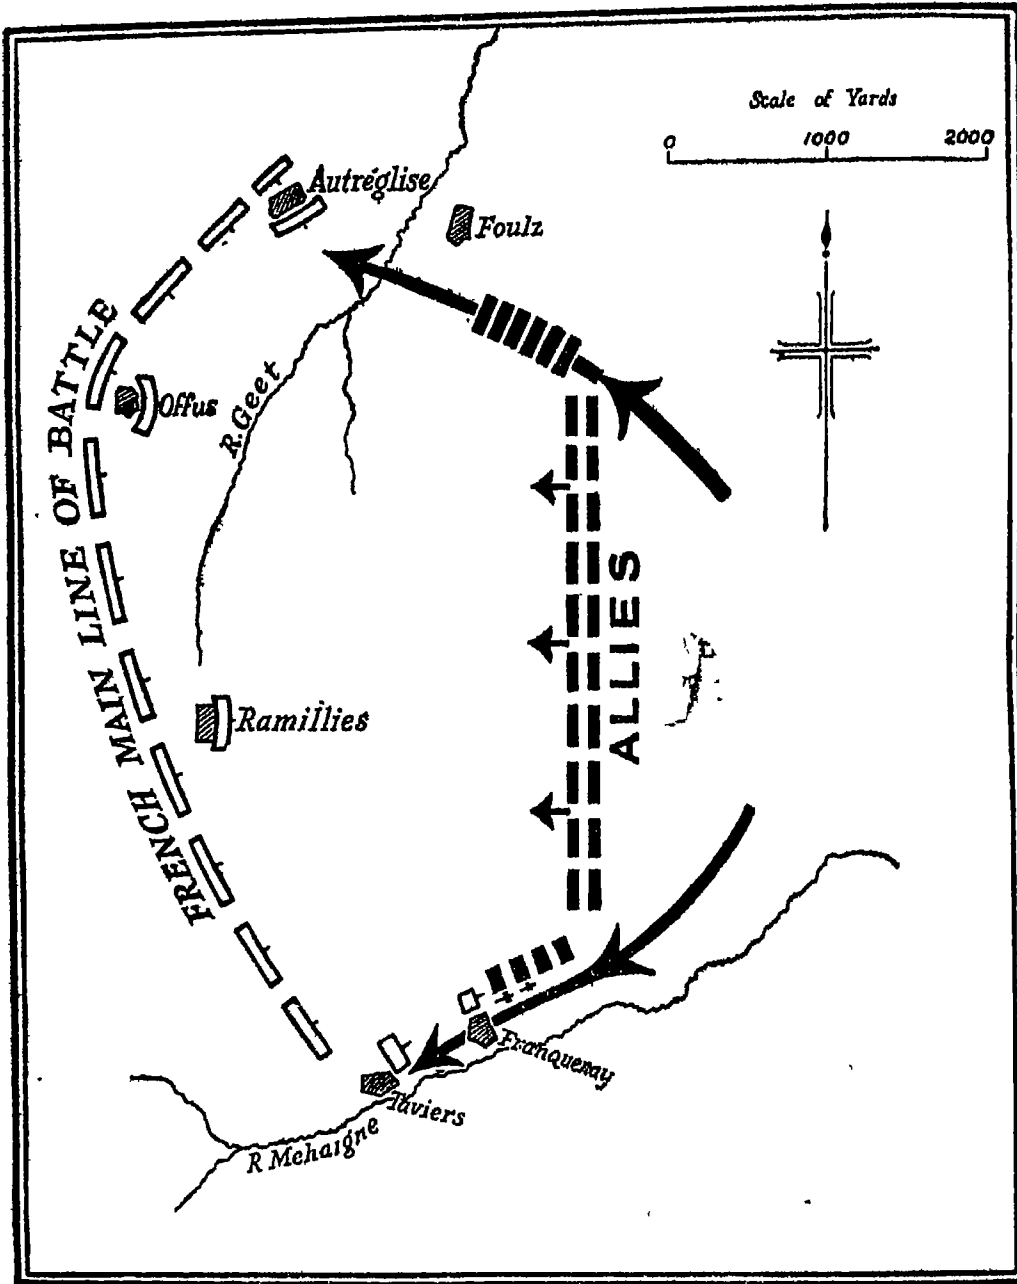 Scale of Yards
0 1000 2000
Autréglise
Foulz
FRENCH MAIN LINE OF BATTLE
Offus
R. Geet
ALLIES
Ramillies
Franquenay
Taviers
R Mehaigne